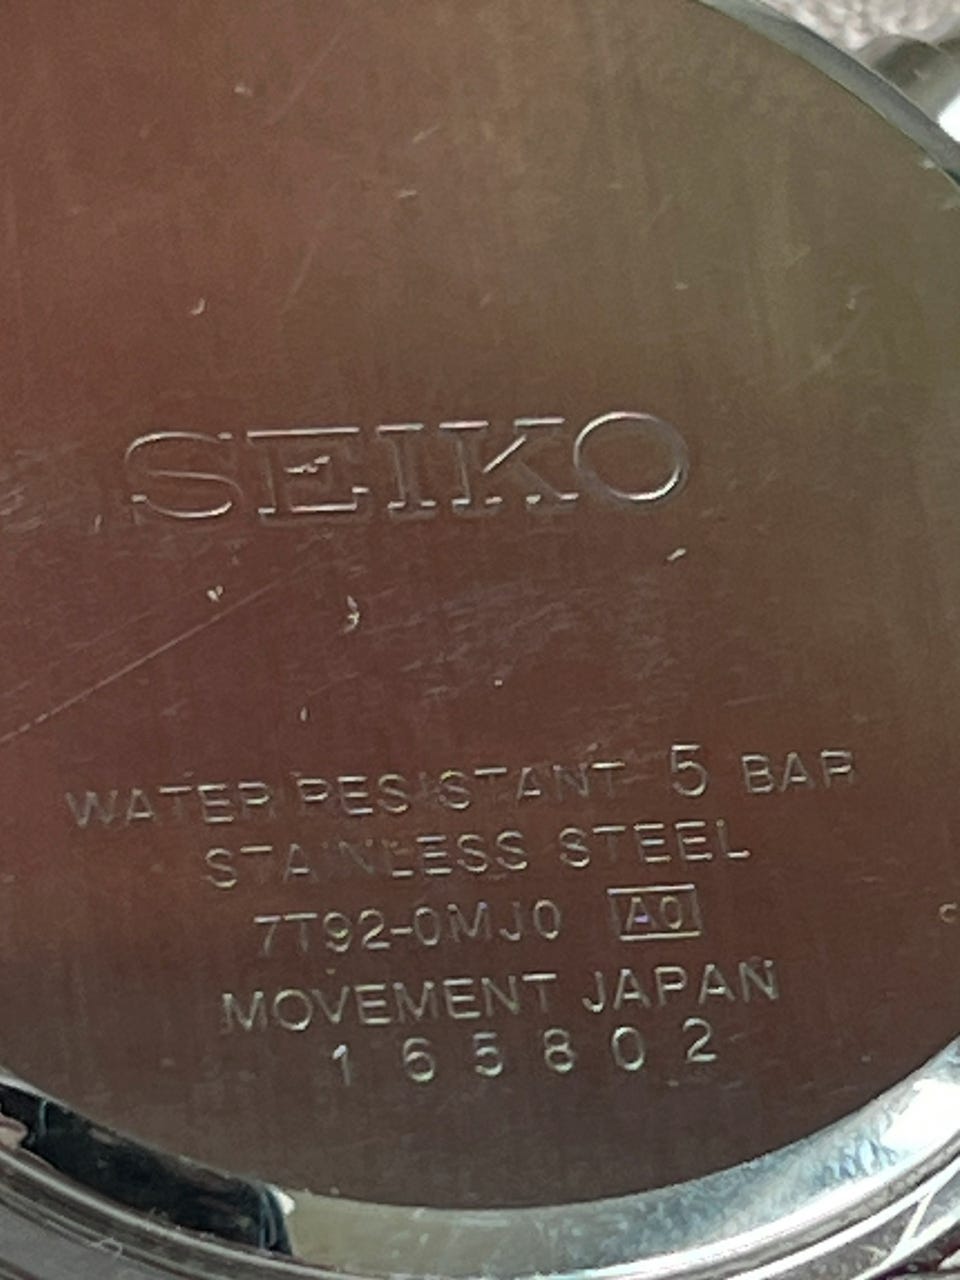 SEIKO
WATER RESISTANT 5 BAR
STAINLESS STEEL
7T92-0MJ0 A0
MOVEMENT JAPAN
165802